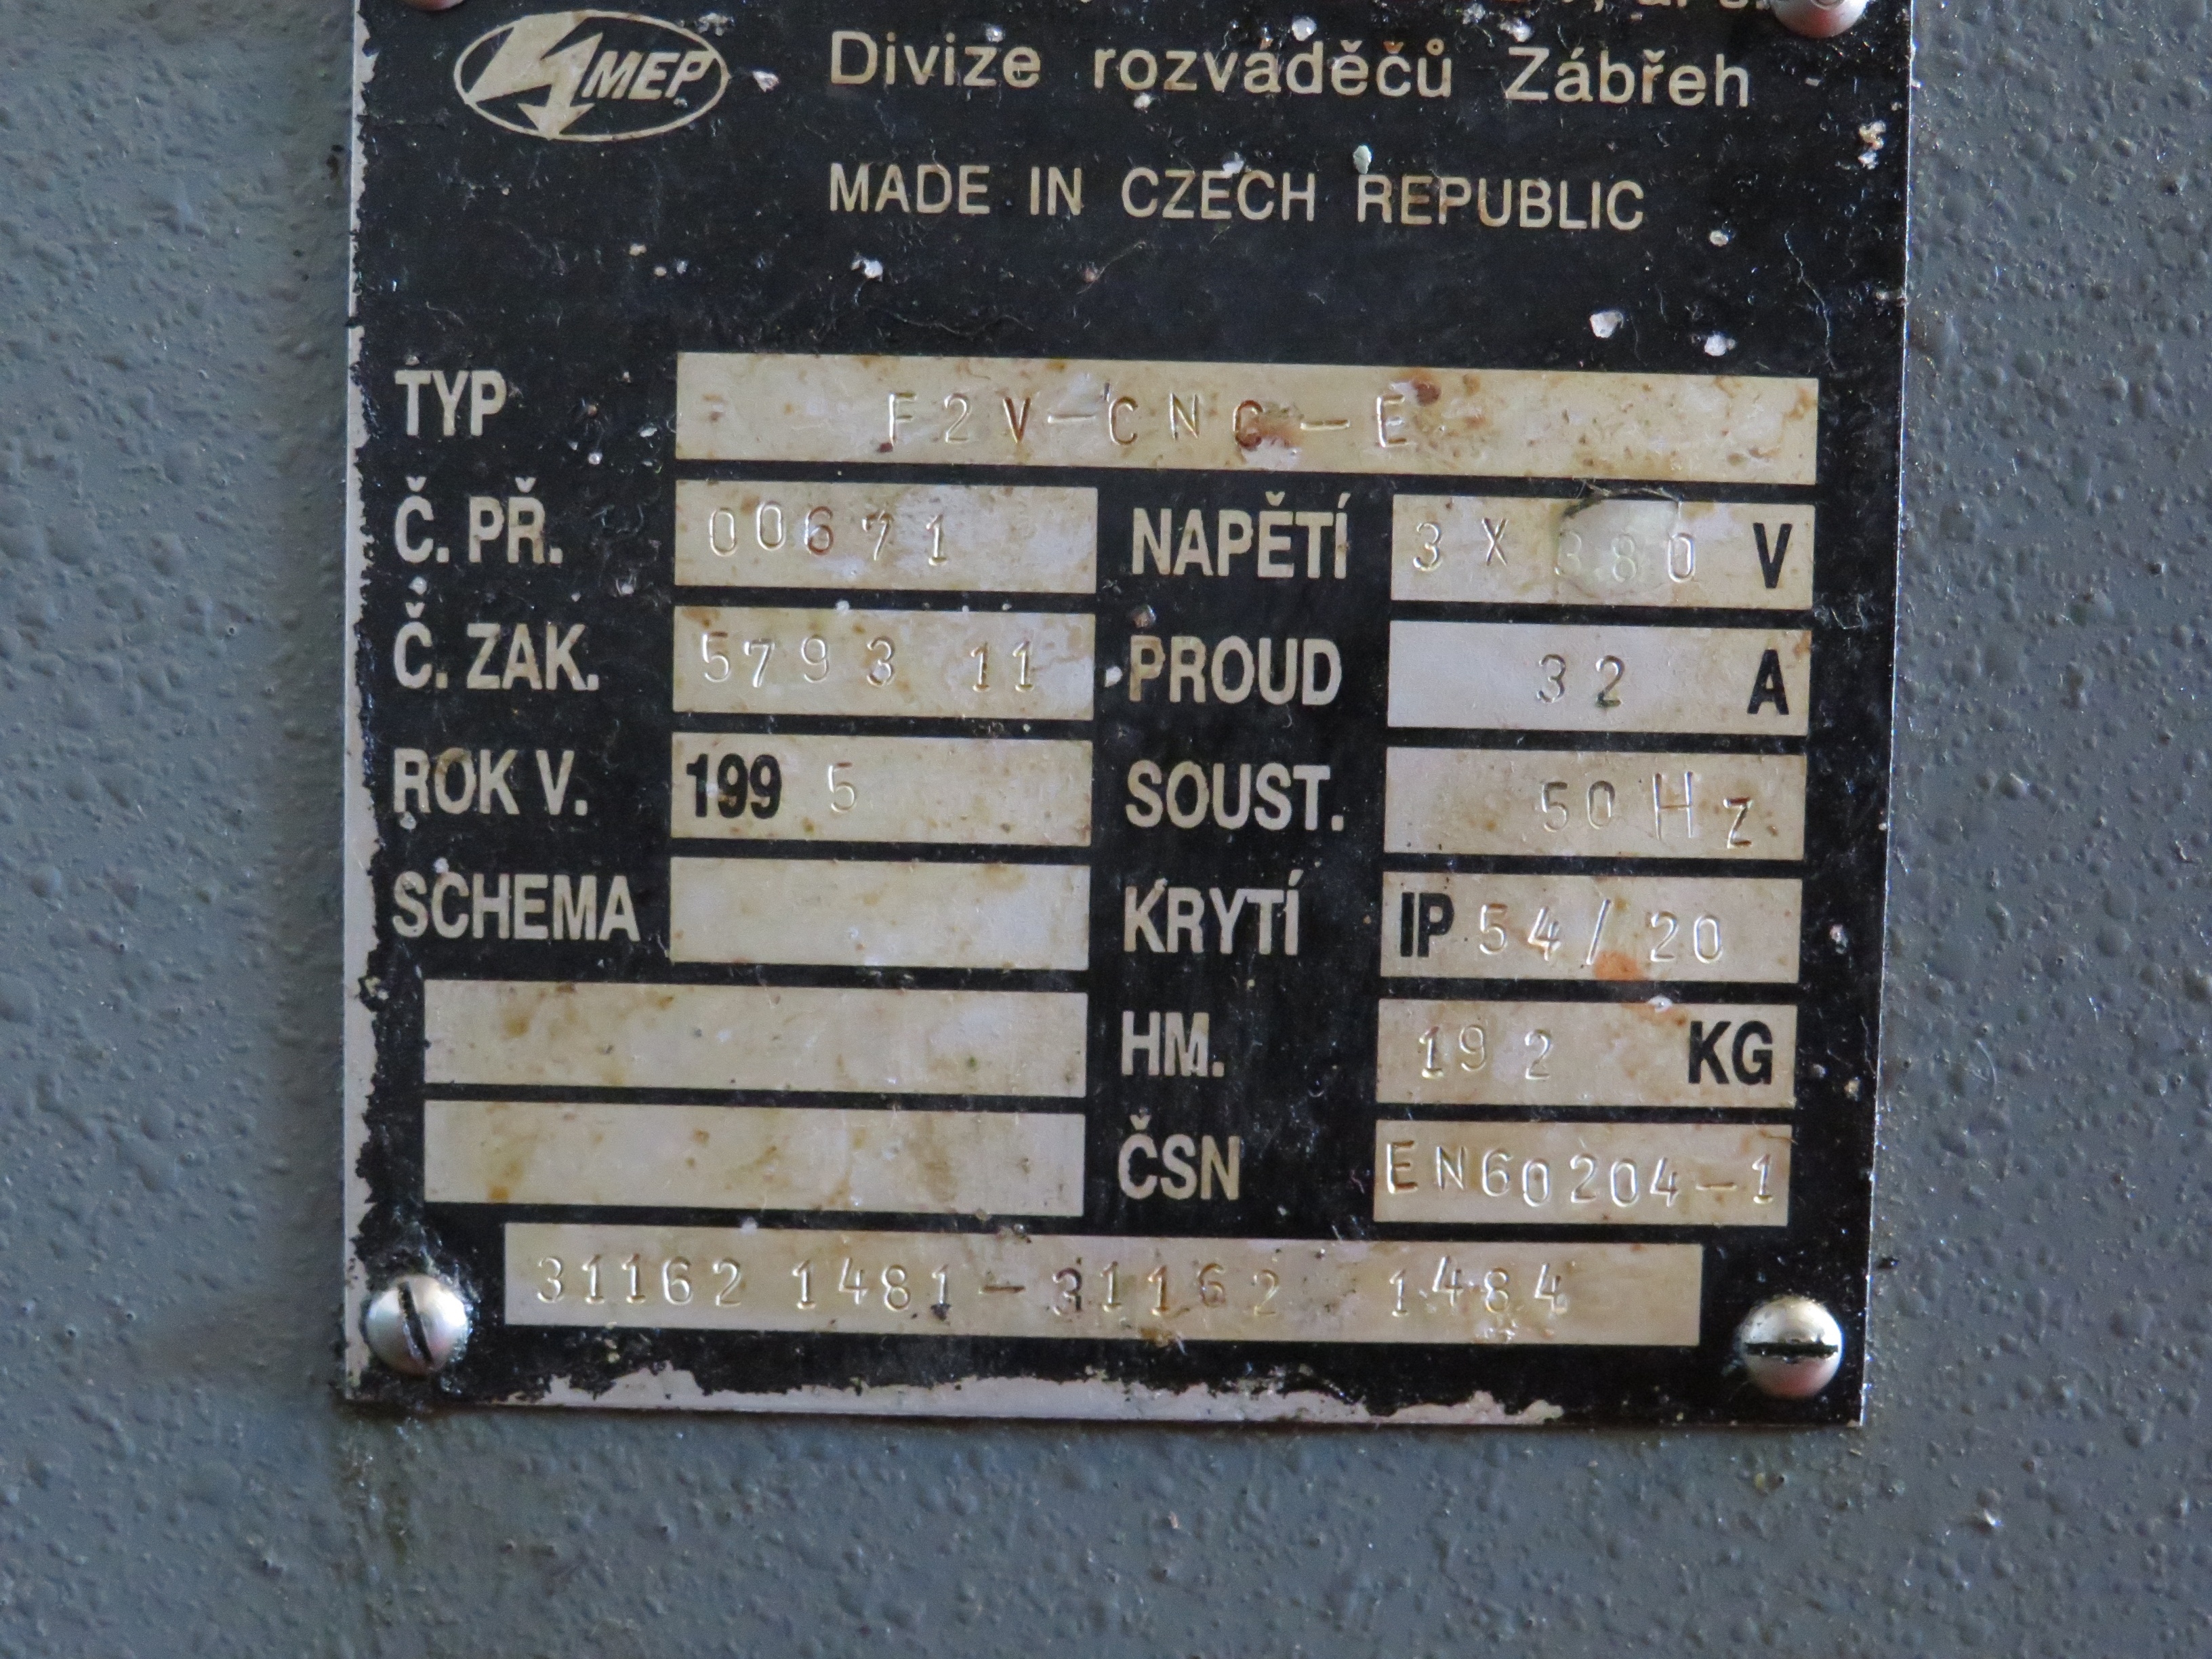 MEP
Divize rozváděčů Zábřeh
MADE IN CZECH REPUBLIC
TYP F2V-CNC-E
Č. PŘ. 00671 NAPĚTÍ 3 X 380 V
Č. ZAK. 5793 11 PROUD 32 A
ROK V. 199 5 SOUST. 50 Hz
SCHEMA KRYTÍ IP 54/20
HM. 192 KG
ČSN EN60204-1
31162 1481-31162 1484